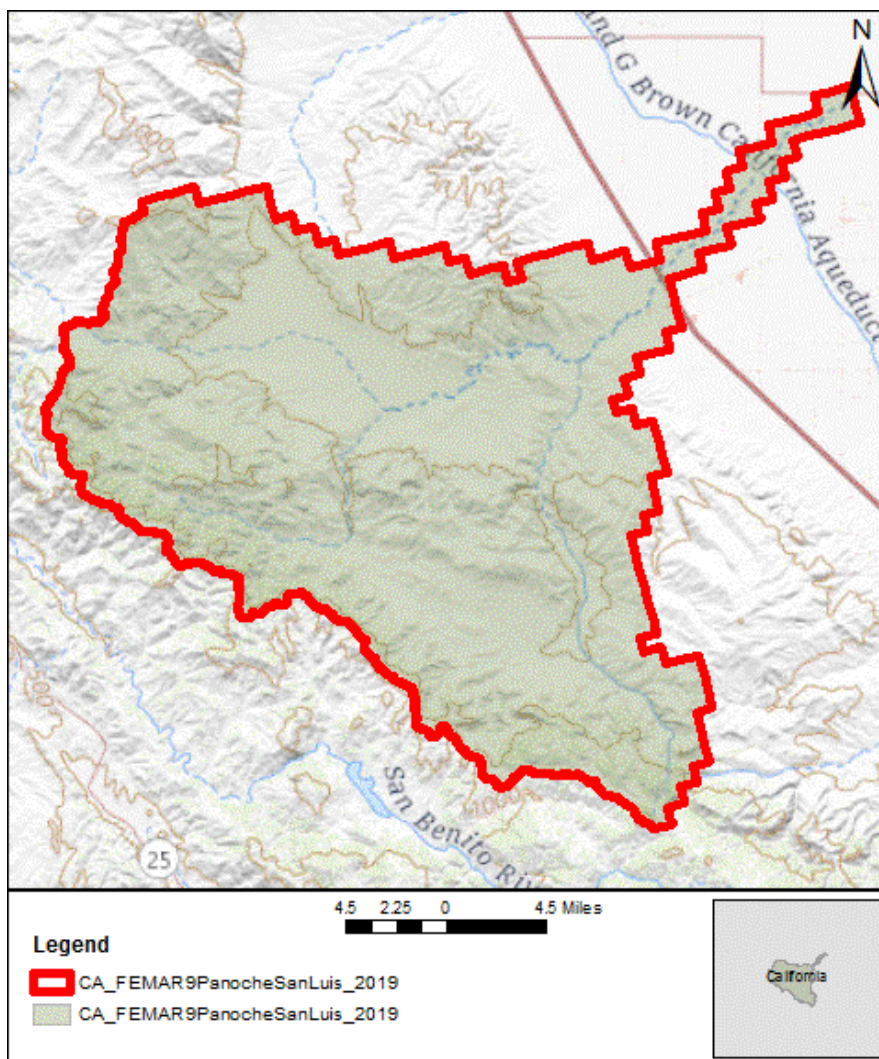 N
and G Brown California Aqueduct
1000
San Benito Riv
1000
25
4.5 2.25 0 4.5 Miles
Legend
CA_FEMAR9PanocheSanLuis_2019
CA_FEMAR9PanocheSanLuis_2019
California